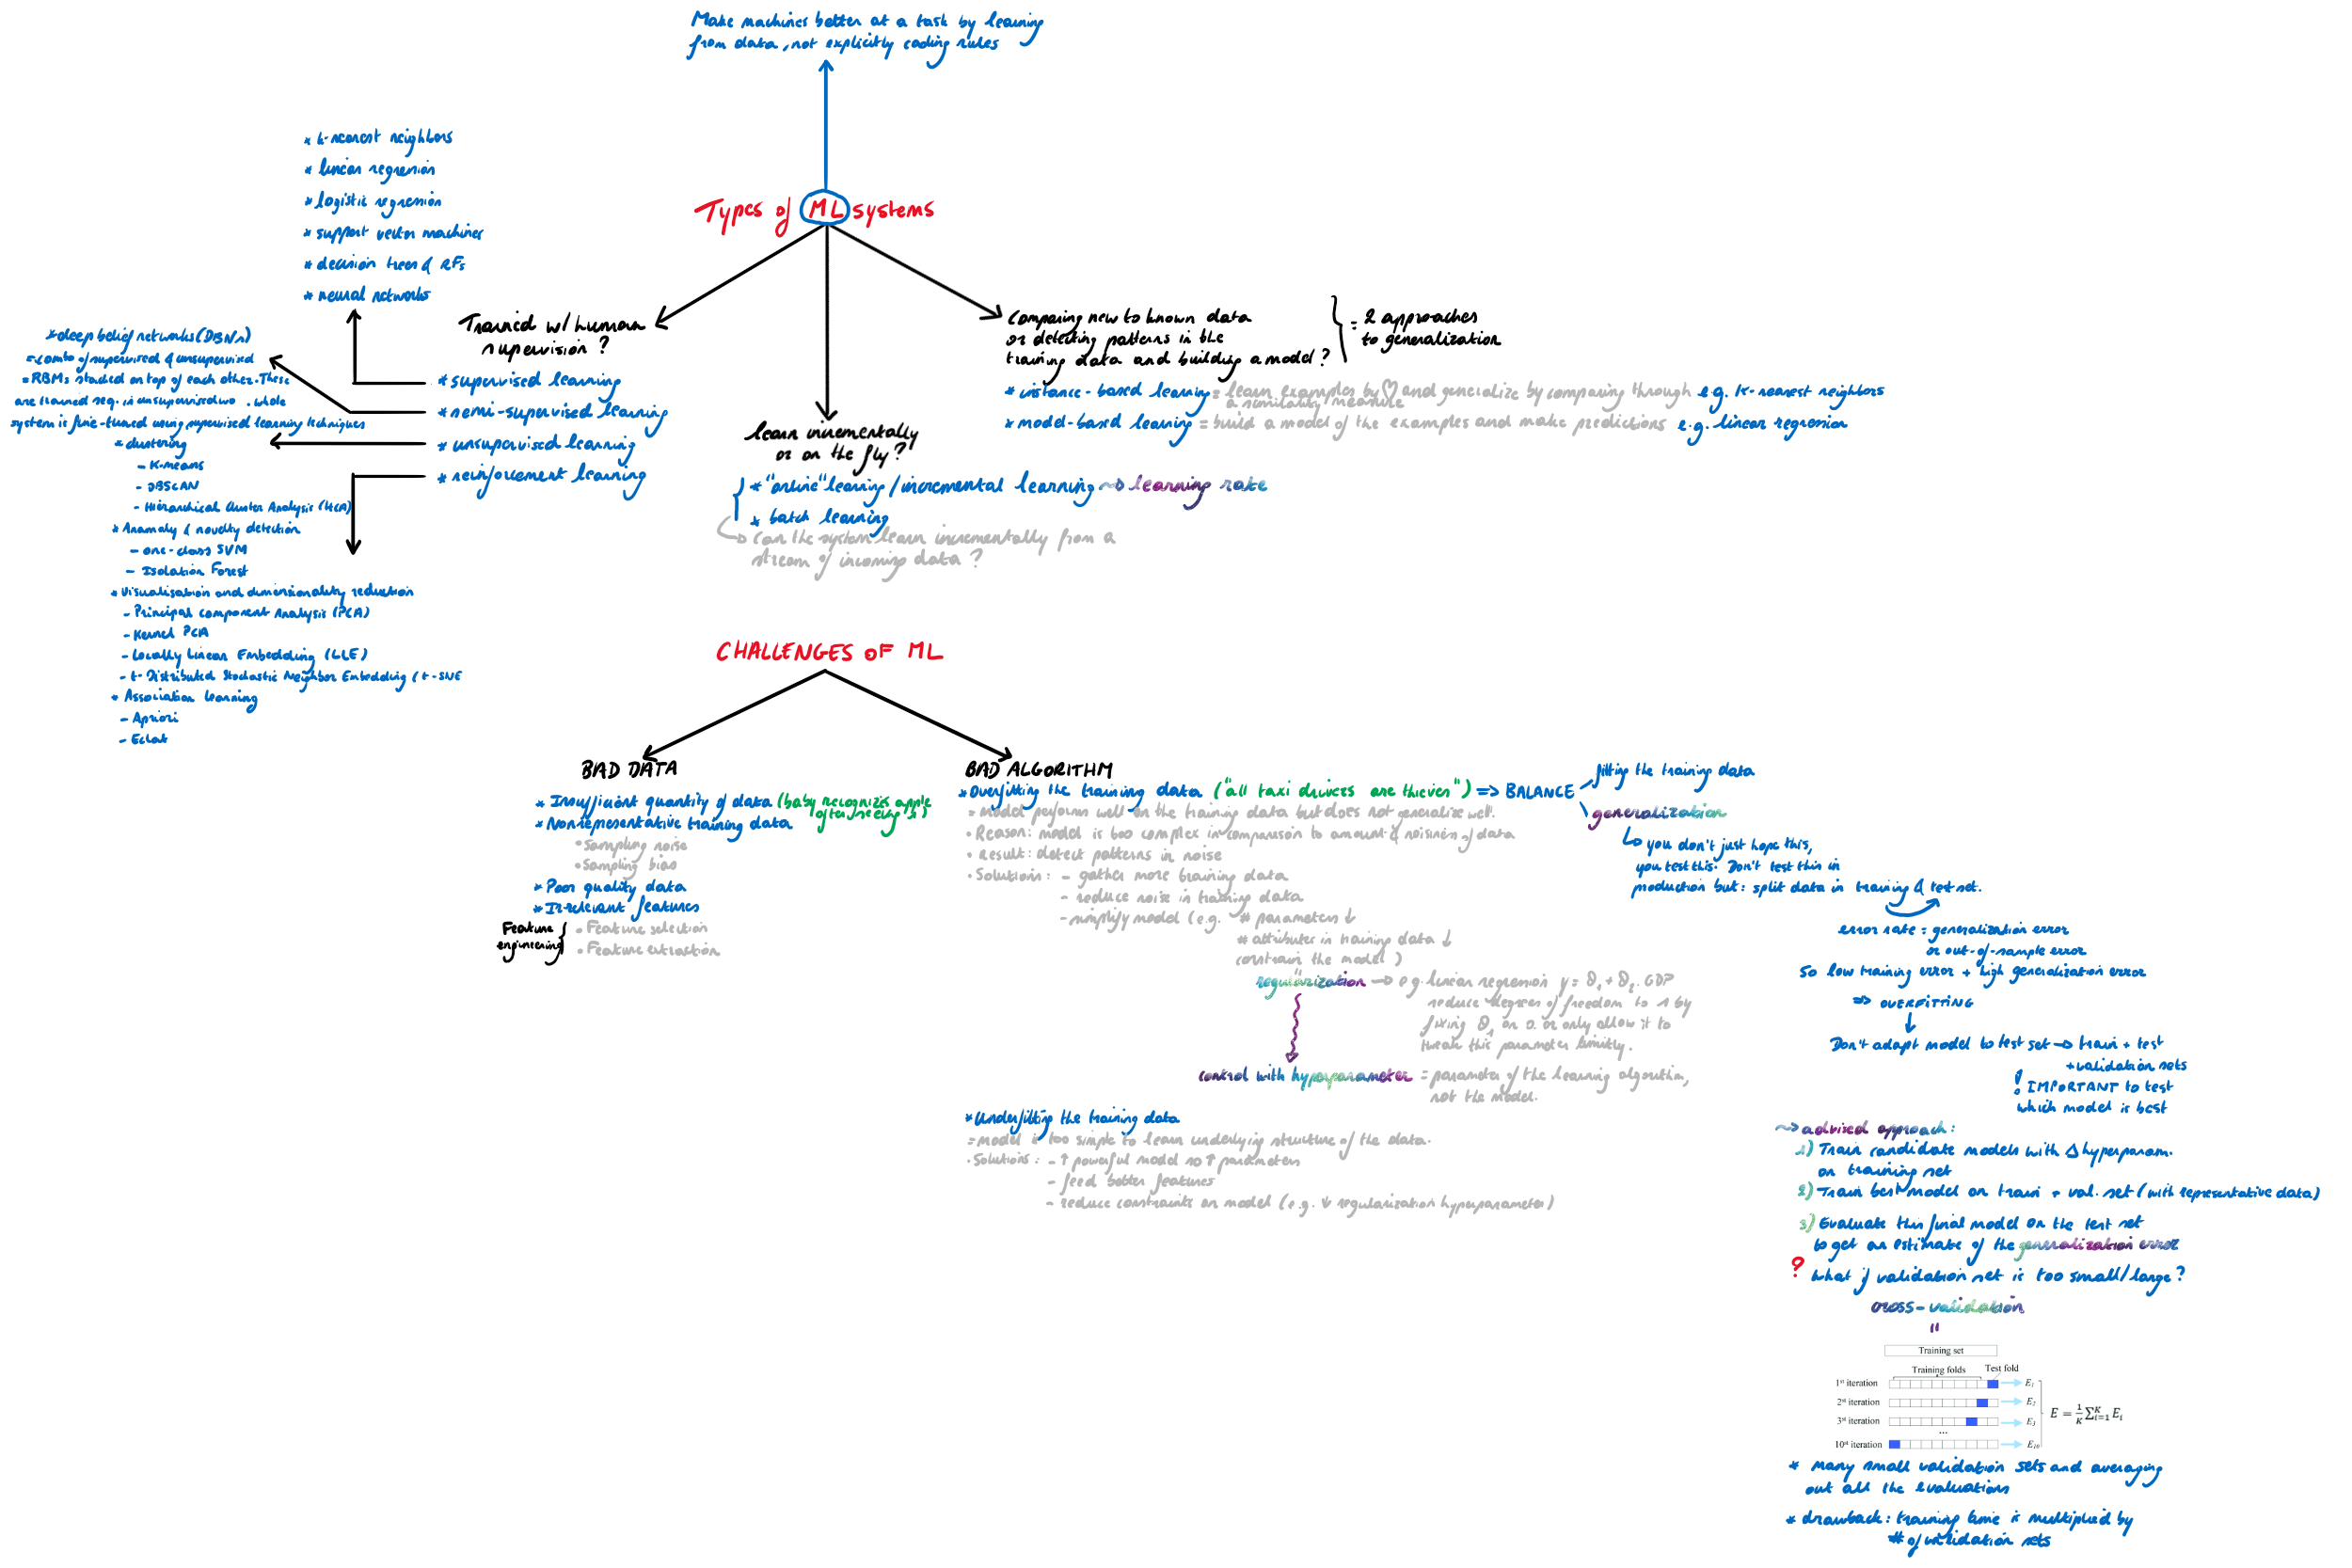 Make machines better at a task by learning
from data, not explicitly coding rules
Types of ML systems
* k-nearest neighbors
* linear regression
* logistic regression
* support vector machines
* decision trees & RFs
* neural networks
Trained w/ human
supervision?
* supervised learning
* semi-supervised learning
* unsupervised learning
* reinforcement learning
* deep belief networks (DBNs)
= combo of supervised & unsupervised
= RBMs stacked on top of each other. These
are trained seq. in unsupervised wo. whole
system is fine-tuned using supervised learning techniques
* clustering
- K-means
- DBSCAN
- Hierarchical Cluster Analysis (HCA)
* Anomaly & novelty detection
- one-class SVM
- Isolation Forest
* Visualisation and dimensionality reduction
- Principal component Analysis (PCA)
- Kernel PCA
- Locally Linear Embedding (LLE)
- t-Distributed Stochastic Neighbor Embedding (t-SNE
* Association learning
- Apriori
- Eclat
learn incrementally
or on the fly?
* "online" learning / incremental learning ~> learning rate
* batch learning
can the system learn incrementally from a
stream of incoming data?
Comparing new to known data
or detecting patterns in the
training data and building a model?
= 2 approaches
to generalization
* instance-based learning = learn examples by ♡ and generalize by comparing through e.g. K-nearest neighbors
a similarity measure
* model-based learning = build a model of the examples and make predictions e.g. linear regression
CHALLENGES OF ML
BAD DATA
* Insufficient quantity of data (baby recognizes apple
after seeing 1)
* Nonrepresentative training data
• Sampling noise
• Sampling bias
* Poor quality data
* Irrelevant features
Feature
engineering
• Feature selection
• Feature extraction
BAD ALGORITHM
* Overfitting the training data ("all taxi drivers are thieves") => BALANCE
= Model perform well on the training data but does not generalize well.
• Reason: model is too complex in comparison to amount & noisiness of data
• Result: detect patterns in noise
• Solutions: - gather more training data
- reduce noise in training data
- simplify model (e.g. # parameters ↓
# attributes in training data ↓
constrain the model)
"
regularization -> e.g. linear regression y = θ₁ + θ₂ . GDP
reduce degrees of freedom to 1 by
fixing θ₁ on 0. or only allow it to
tweak this parameter limitly.
control with hyperparameter = parameter of the learning algorithm,
not the model.
* Underfitting the training data
= model is too simple to learn underlying structure of the data.
• Solutions: - ↑ powerful model so ↑ parameters
- feed better features
- reduce constraints on model (e.g. ↓ regularization hyperparameter)
fitting the training data
generalization
you don't just hope this,
you test this. Don't test this in
production but: split data in training & test set.
error rate = generalization error
or out-of-sample error
So low training error + high generalization error
=> OVERFITTING
Don't adapt model to test set -> train + test
+ validation sets
! IMPORTANT to test
which model is best
~> advised approach:
1) Train candidate models with Δ hyperparam.
on training set
2) Train best model on train + val. set (with representative data)
3) Evaluate this final model on the test set
to get an estimate of the generalization error
? What if validation set is too small/large?
cross-validation
"
Training set
Training folds Test fold
1st iteration E1
2st iteration E2
3st iteration E3
...
10st iteration E10
E = 1/K ∑ᵢ₌₁ᴷ Eᵢ
* Many small validation sets and averaging
out all the evaluations
* drawback: training time is multiplied by
# of validation sets